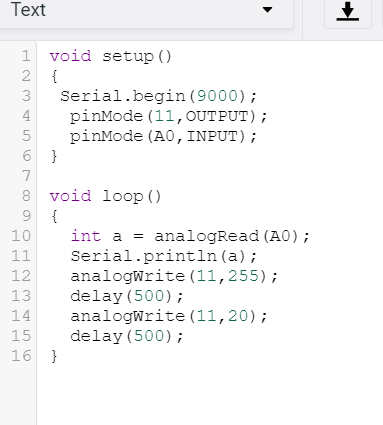 Text
1 void setup()
2 {
3  Serial.begin(9000);
4   pinMode(11,OUTPUT);
5   pinMode(A0,INPUT);
6 }
7
8 void loop()
9 {
10   int a = analogRead(A0);
11   Serial.println(a);
12   analogWrite(11,255);
13   delay(500);
14   analogWrite(11,20);
15   delay(500);
16 }